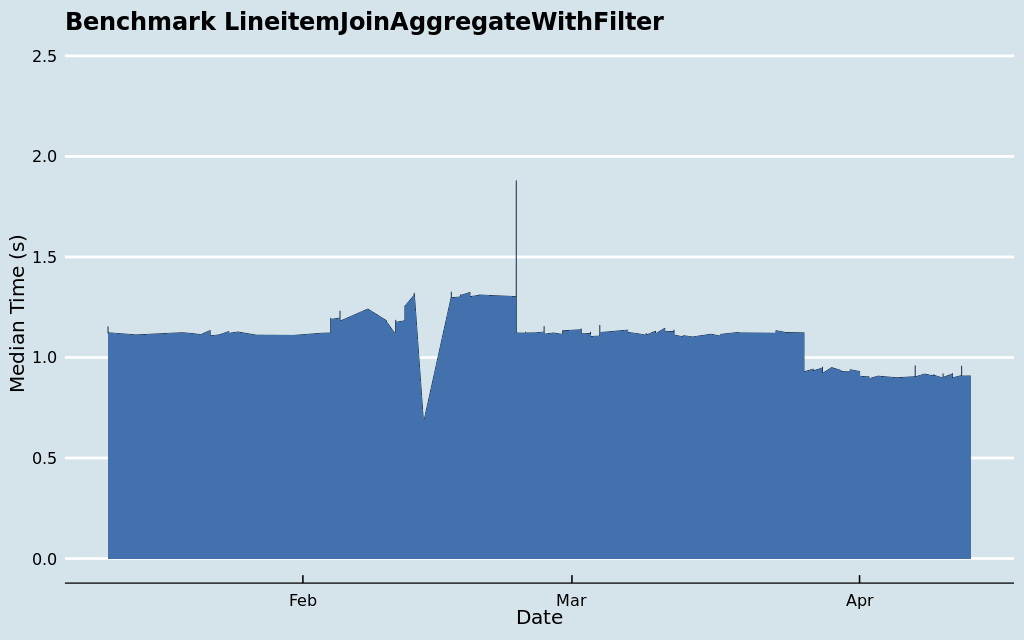 Benchmark LineitemJoinAggregateWithFilter
Median Time (s)
2.5
2.0
1.5
1.0
0.5
0.0
Feb
Mar
Apr
Date